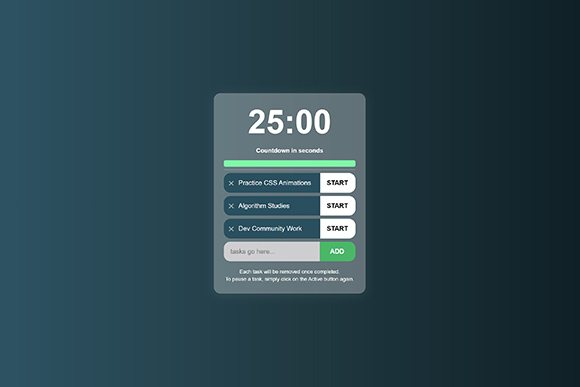 25:00
Countdown in seconds
× Practice CSS Animations START
× Algorithm Studies START
× Dev Community Work START
tasks go here... ADD
Each task will be removed once completed.
To pause a task, simply click on the Active button again.